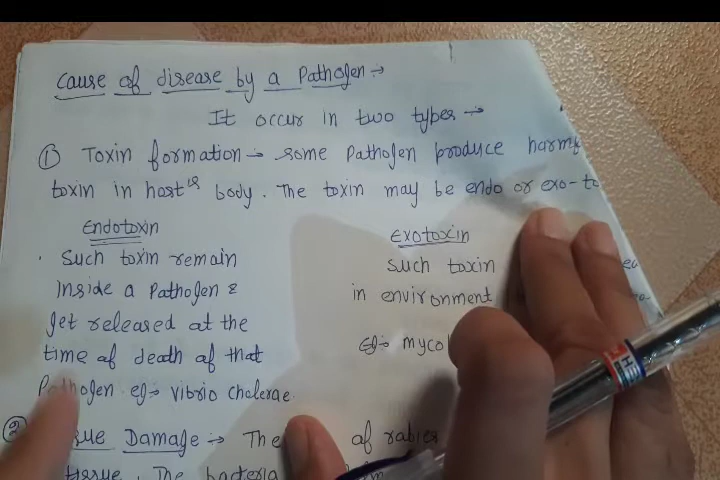 Cause of disease by a Pathogen →
It occur in two types →
① Toxin formation → some Pathogen produce
toxin in host's body. The toxin may be endo or exo-
Endotoxin
Such toxin remain
Inside a Pathogen &
get released at the
time of death of that
Pathogen eg → vibrio cholerae
Exotoxin
Such toxin
in environment
eg →
② Damage → The of rabies
tissue. The bacteria